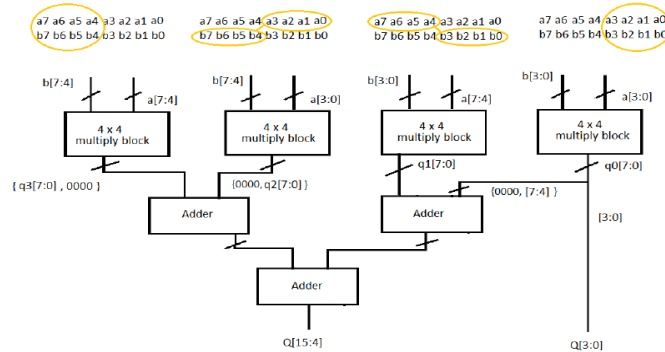 a7 a6 a5 a4 a3 a2 a1 a0
b7 b6 b5 b4 b3 b2 b1 b0
a7 a6 a5 a4 a3 a2 a1 a0
b7 b6 b5 b4 b3 b2 b1 b0
a7 a6 a5 a4 a3 a2 a1 a0
b7 b6 b5 b4 b3 b2 b1 b0
a7 a6 a5 a4 a3 a2 a1 a0
b7 b6 b5 b4 b3 b2 b1 b0
b[7:4]
a[7:4]
b[7:4]
a[3:0]
b[3:0]
a[7:4]
b[3:0]
a[3:0]
4 x 4
multiply block
4 x 4
multiply block
4 x 4
multiply block
4 x 4
multiply block
{ q3[7:0] , 0000 }
{0000, q2[7:0] }
q1[7:0]
q0[7:0]
{0000, [7:4] }
Adder
Adder
[3:0]
Adder
Q[15:4]
Q[3:0]